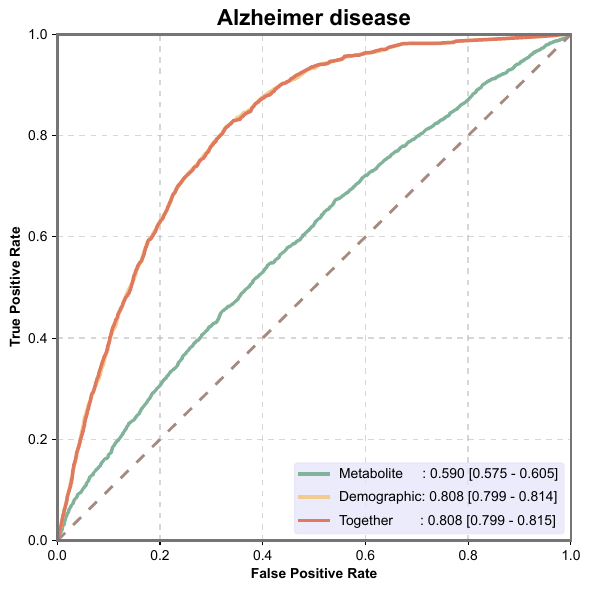 Alzheimer disease
True Positive Rate
1.0
0.8
0.6
0.4
0.2
0.0
Metabolite : 0.590 [0.575 - 0.605]
Demographic: 0.808 [0.799 - 0.814]
Together : 0.808 [0.799 - 0.815]
0.0 0.2 0.4 0.6 0.8 1.0
False Positive Rate